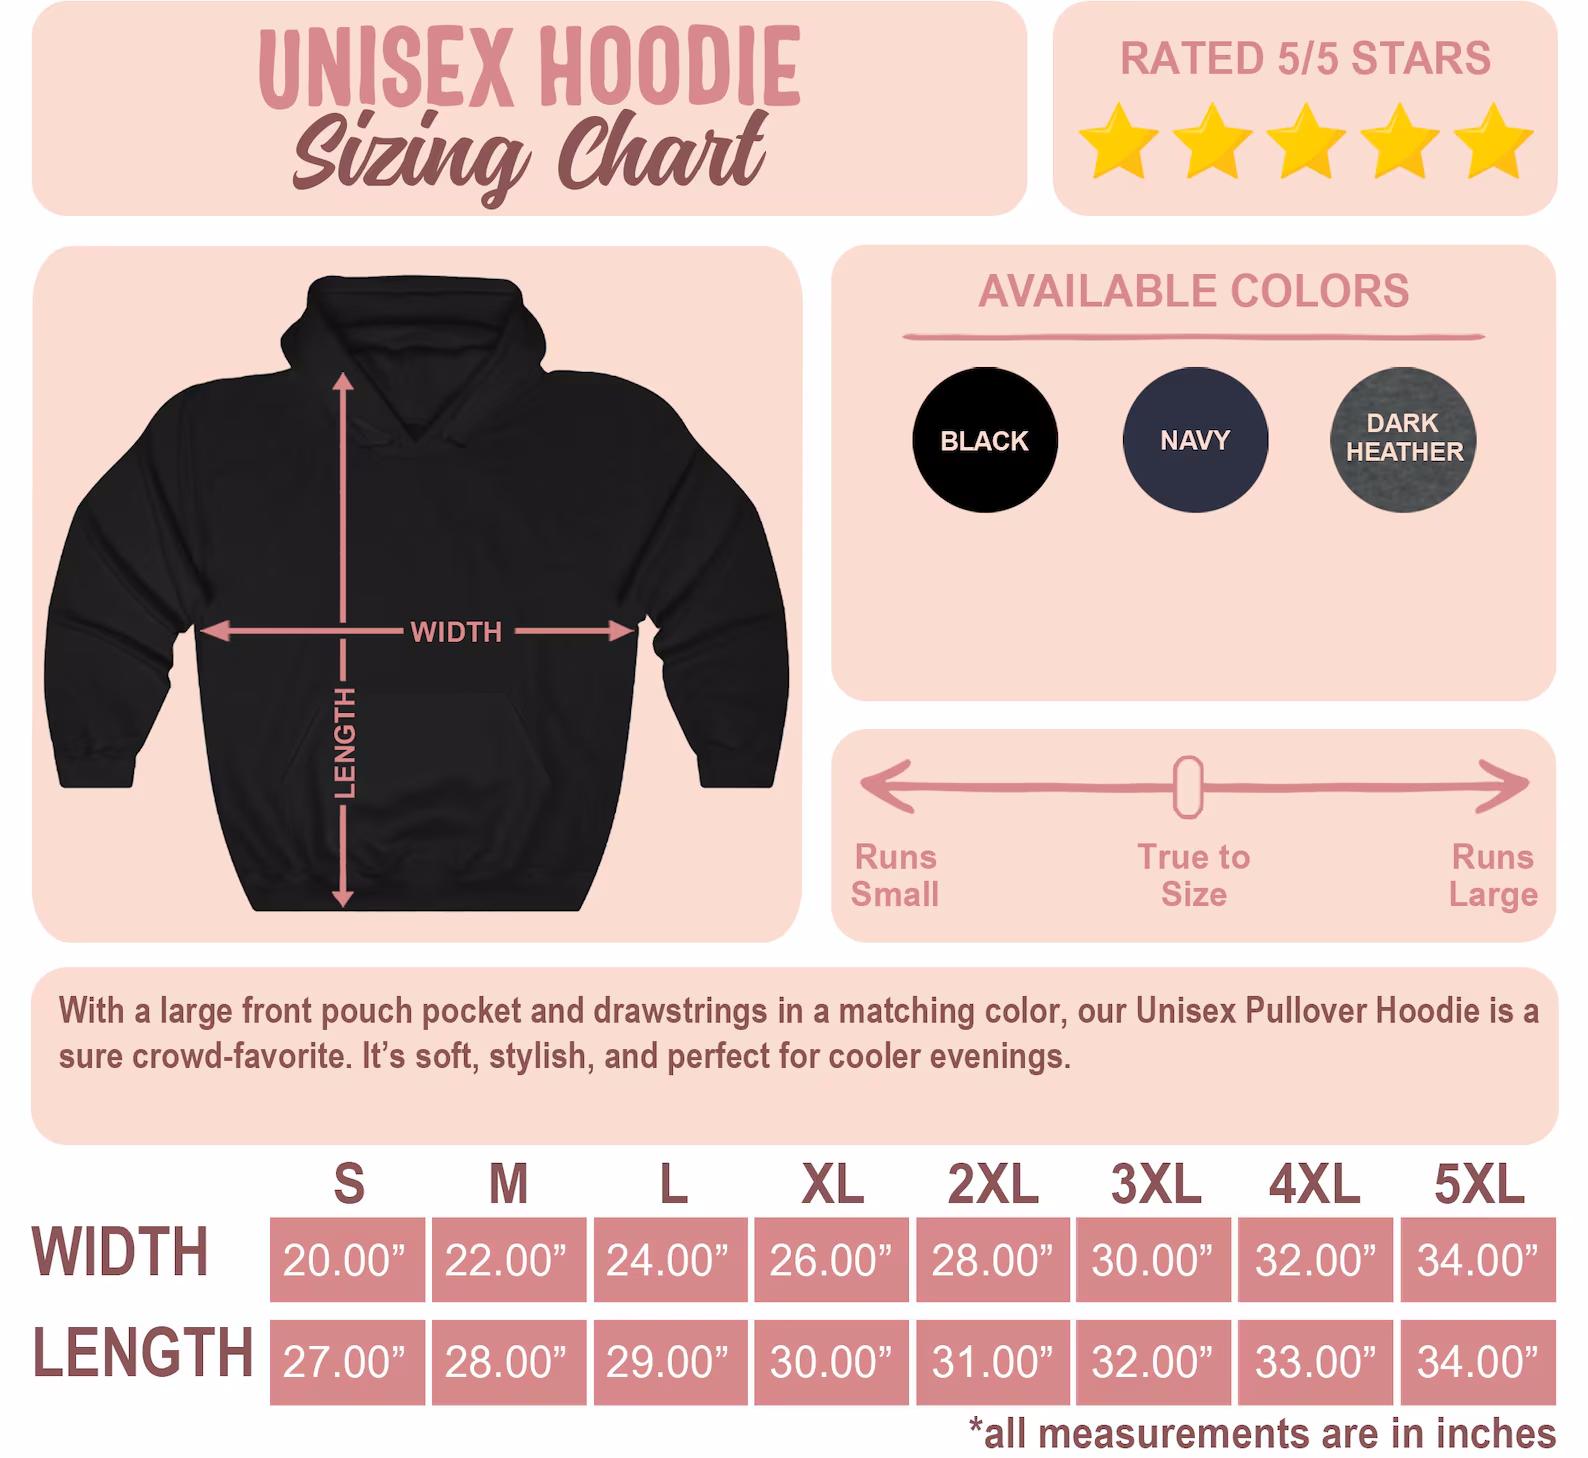 UNISEX HOODIE
Sizing Chart
RATED 5/5 STARS
AVAILABLE COLORS
BLACK
NAVY
DARK
HEATHER
WIDTH
LENGTH
Runs
Small
True to
Size
Runs
Large
With a large front pouch pocket and drawstrings in a matching color, our Unisex Pullover Hoodie is a
sure crowd-favorite. It’s soft, stylish, and perfect for cooler evenings.
S M L XL 2XL 3XL 4XL 5XL
WIDTH 20.00” 22.00” 24.00” 26.00” 28.00” 30.00” 32.00” 34.00”
LENGTH 27.00” 28.00” 29.00” 30.00” 31.00” 32.00” 33.00” 34.00”
*all measurements are in inches